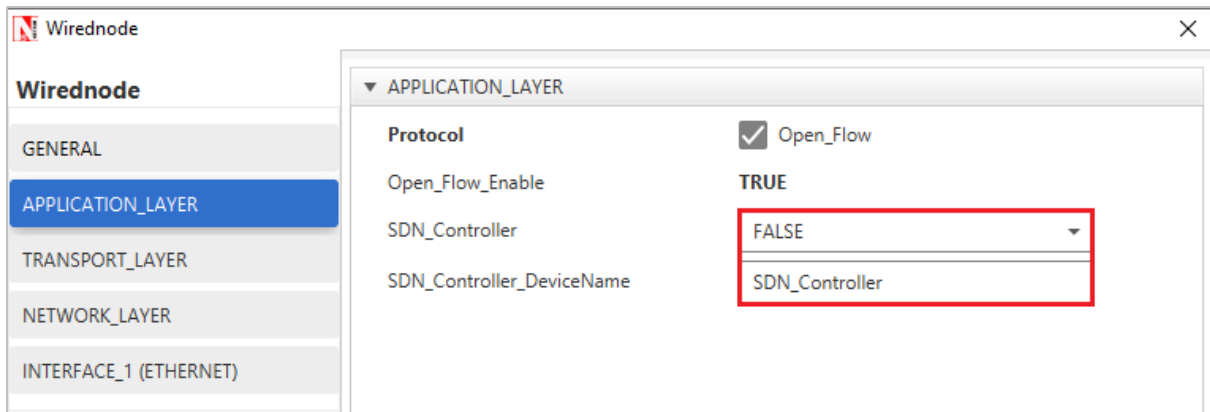 Wirednode
Wirednode
GENERAL
APPLICATION_LAYER
TRANSPORT_LAYER
NETWORK_LAYER
INTERFACE_1 (ETHERNET)
APPLICATION_LAYER
Protocol Open_Flow
Open_Flow_Enable TRUE
SDN_Controller FALSE
SDN_Controller_DeviceName SDN_Controller